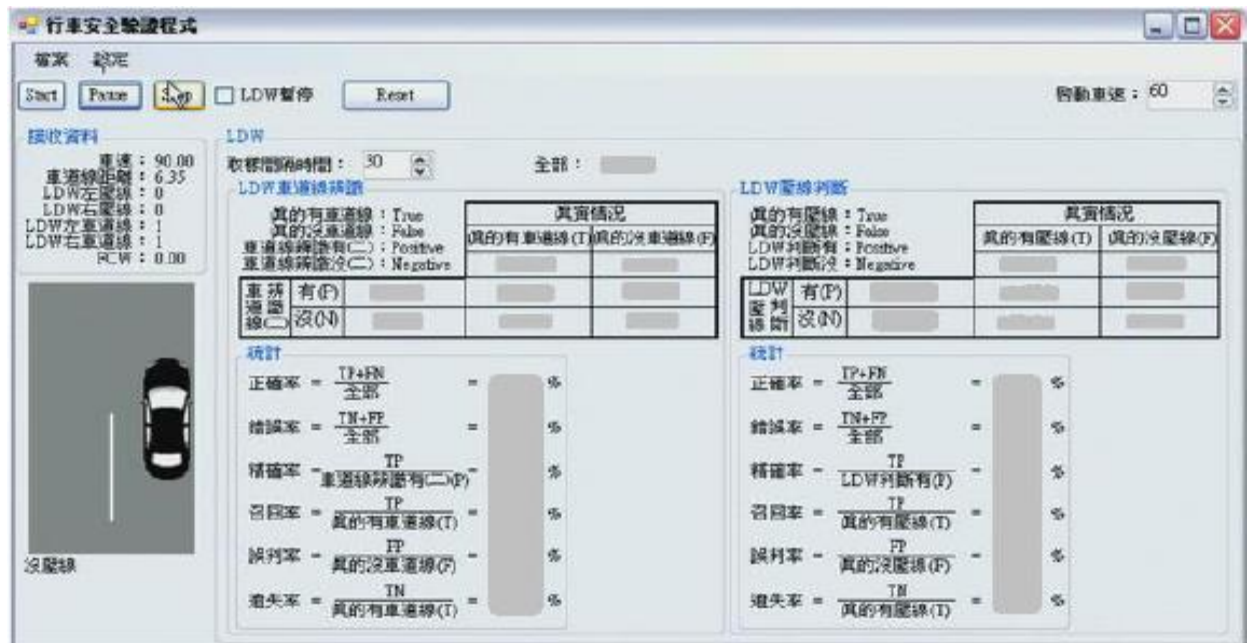 行車安全驗證程式
檔案 設定
Start Pause LDW暫停 Reset 啓動車速： 60
接收資料
車速： 90.00
車道線距離： 6.35
LDW左壓線： 0
LDW右壓線： 0
LDW左車道線： 1
LDW右車道線： 1
FCW： 0.00
沒壓線
LDW
取樣間隔時間： 30 全部：
LDW車道線辨識
真的有車道線：True
真的沒車道線：False
車道線辨識有(二)：Positive
車道線辨識沒(二)：Negative
真實情況
真的有車道線(T) 真的沒車道線(F)
車道線辨識(二)
有(P)
沒(N)
統計
正確率 = TP+FN / 全部 = %
錯誤率 = TN+FP / 全部 = %
精確率 = TP / 車道線辨識有(二)(P) = %
召回率 = TP / 真的有車道線(T) = %
誤判率 = FP / 真的沒車道線(F) = %
遺失率 = TN / 真的有車道線(T) = %
LDW壓線判斷
真的有壓線：True
真的沒壓線：False
LDW判斷有：Positive
LDW判斷沒：Negative
真實情況
真的有壓線(T) 真的沒壓線(F)
LDW壓線判斷
有(P)
沒(N)
統計
正確率 = TP+FN / 全部 = %
錯誤率 = TN+FP / 全部 = %
精確率 = TP / LDW判斷有(P) = %
召回率 = TP / 真的有壓線(T) = %
誤判率 = FP / 真的沒壓線(F) = %
遺失率 = TN / 真的有壓線(T) = %